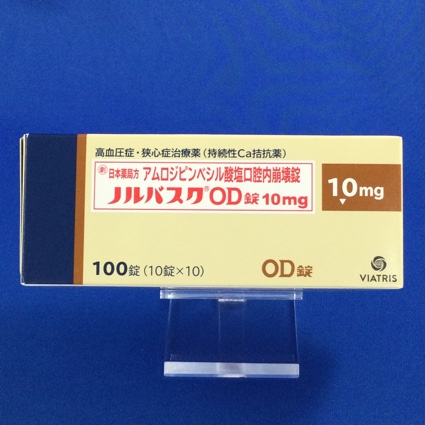 高血圧症・狭心症治療薬(持続性Ca拮抗薬)
劇 日本薬局方 アムロジピンベシル酸塩口腔内崩壊錠
ノルバスク®OD錠10mg
10mg
100錠(10錠×10)
OD錠
VIATRIS